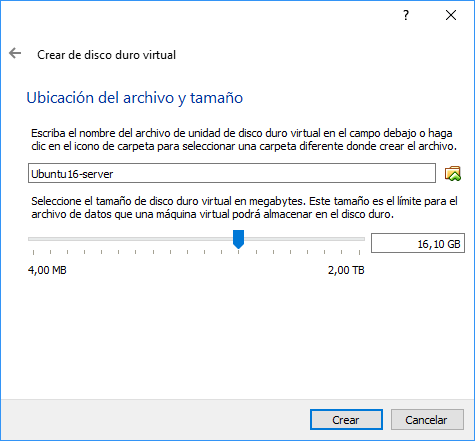 ?
Crear de disco duro virtual
Ubicación del archivo y tamaño
Escriba el nombre del archivo de unidad de disco duro virtual en el campo debajo o haga
clic en el icono de carpeta para seleccionar una carpeta diferente donde crear el archivo.
Ubuntu16-server
Seleccione el tamaño de disco duro virtual en megabytes. Este tamaño es el límite para el
archivo de datos que una máquina virtual podrá almacenar en el disco duro.
16,10 GB
4,00 MB 2,00 TB
Crear Cancelar